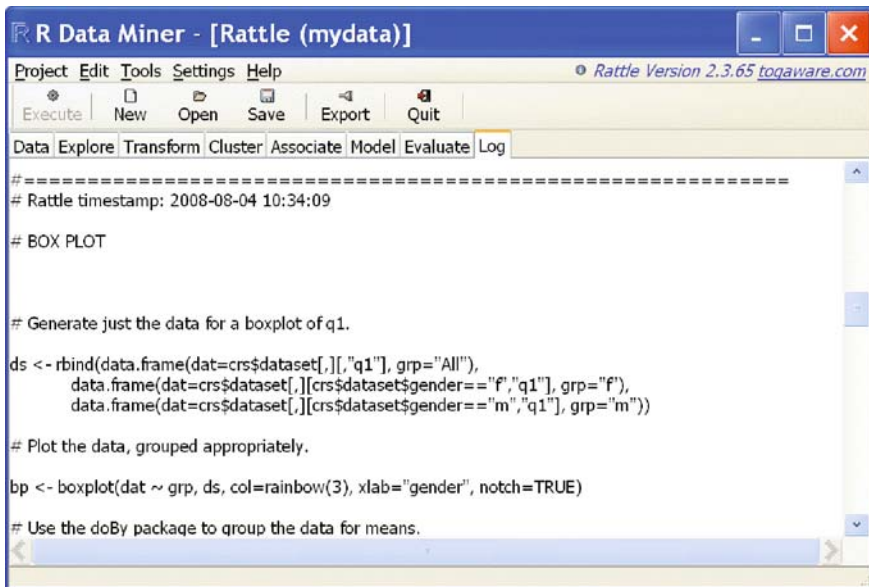 R Data Miner - [Rattle (mydata)]
Project Edit Tools Settings Help Rattle Version 2.3.65 togaware.com
Execute New Open Save Export Quit
Data Explore Transform Cluster Associate Model Evaluate Log
#=========================================================
# Rattle timestamp: 2008-08-04 10:34:09
# BOX PLOT
# Generate just the data for a boxplot of q1.
ds <- rbind(data.frame(dat=crs$dataset[,][,"q1"], grp="All"),
data.frame(dat=crs$dataset[,][crs$dataset$gender=="f","q1"], grp="f"),
data.frame(dat=crs$dataset[,][crs$dataset$gender=="m","q1"], grp="m"))
# Plot the data, grouped appropriately.
bp <- boxplot(dat ~ grp, ds, col=rainbow(3), xlab="gender", notch=TRUE)
# Use the doBy package to group the data for means.